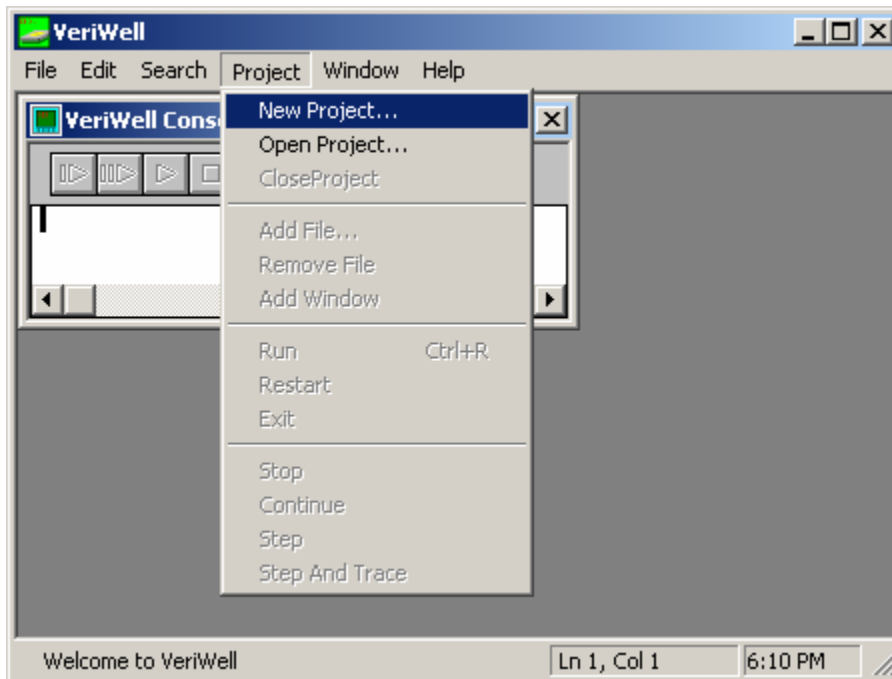 VeriWell
File Edit Search Project Window Help
VeriWell
New Project...
Open Project...
CloseProject
Add File...
Remove File
Add Window
Run Ctrl+R
Restart
Exit
Stop
Continue
Step
Step And Trace
Welcome to VeriWell Ln 1, Col 1 6:10 PM